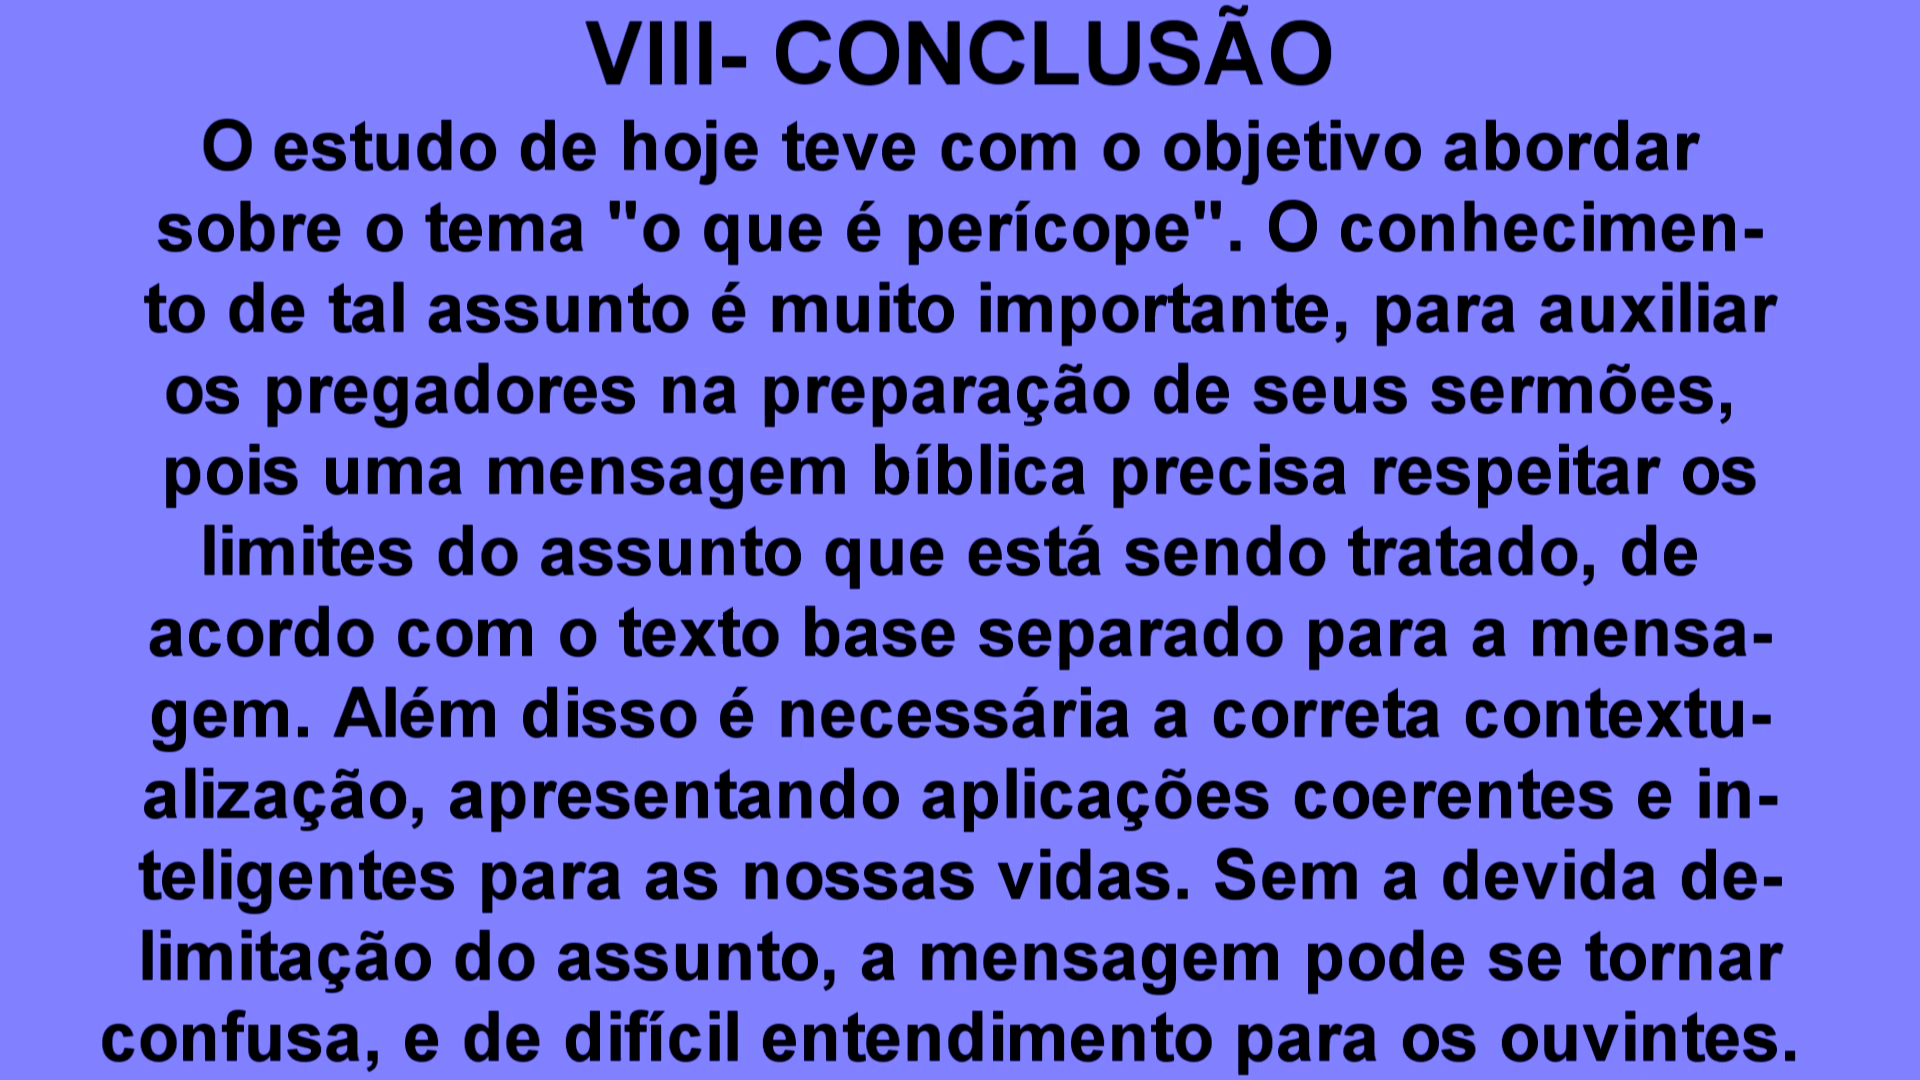 VIII- CONCLUSÃO
O estudo de hoje teve com o objetivo abordar
sobre o tema "o que é perícope". O conhecimen-
to de tal assunto é muito importante, para auxiliar
os pregadores na preparação de seus sermões,
pois uma mensagem bíblica precisa respeitar os
limites do assunto que está sendo tratado, de
acordo com o texto base separado para a mensa-
gem. Além disso é necessária a correta contextu-
alização, apresentando aplicações coerentes e in-
teligentes para as nossas vidas. Sem a devida de-
limitação do assunto, a mensagem pode se tornar
confusa, e de difícil entendimento para os ouvintes.